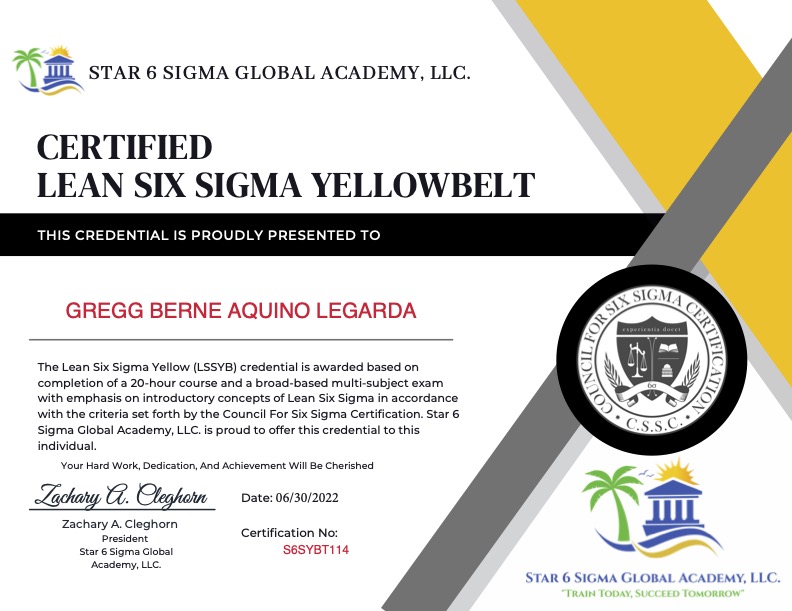 STAR 6 SIGMA GLOBAL ACADEMY, LLC.
CERTIFIED
LEAN SIX SIGMA YELLOWBELT
THIS CREDENTIAL IS PROUDLY PRESENTED TO
GREGG BERNE AQUINO LEGARDA
The Lean Six Sigma Yellow (LSSYB) credential is awarded based on
completion of a 20-hour course and a broad-based multi-subject exam
with emphasis on introductory concepts of Lean Six Sigma in accordance
with the criteria set forth by the Council For Six Sigma Certification. Star 6
Sigma Global Academy, LLC. is proud to offer this credential to this
individual.
Your Hard Work, Dedication, And Achievement Will Be Cherished
Zachary A. Cleghorn
Zachary A. Cleghorn
President
Star 6 Sigma Global
Academy, LLC.
Date: 06/30/2022
Certification No:
S6SYBT114
COUNCIL FOR SIX SIGMA CERTIFICATION
experientia docet
6σ
• C.S.S.C. •
STAR 6 SIGMA GLOBAL ACADEMY, LLC.
"TRAIN TODAY, SUCCEED TOMORROW"